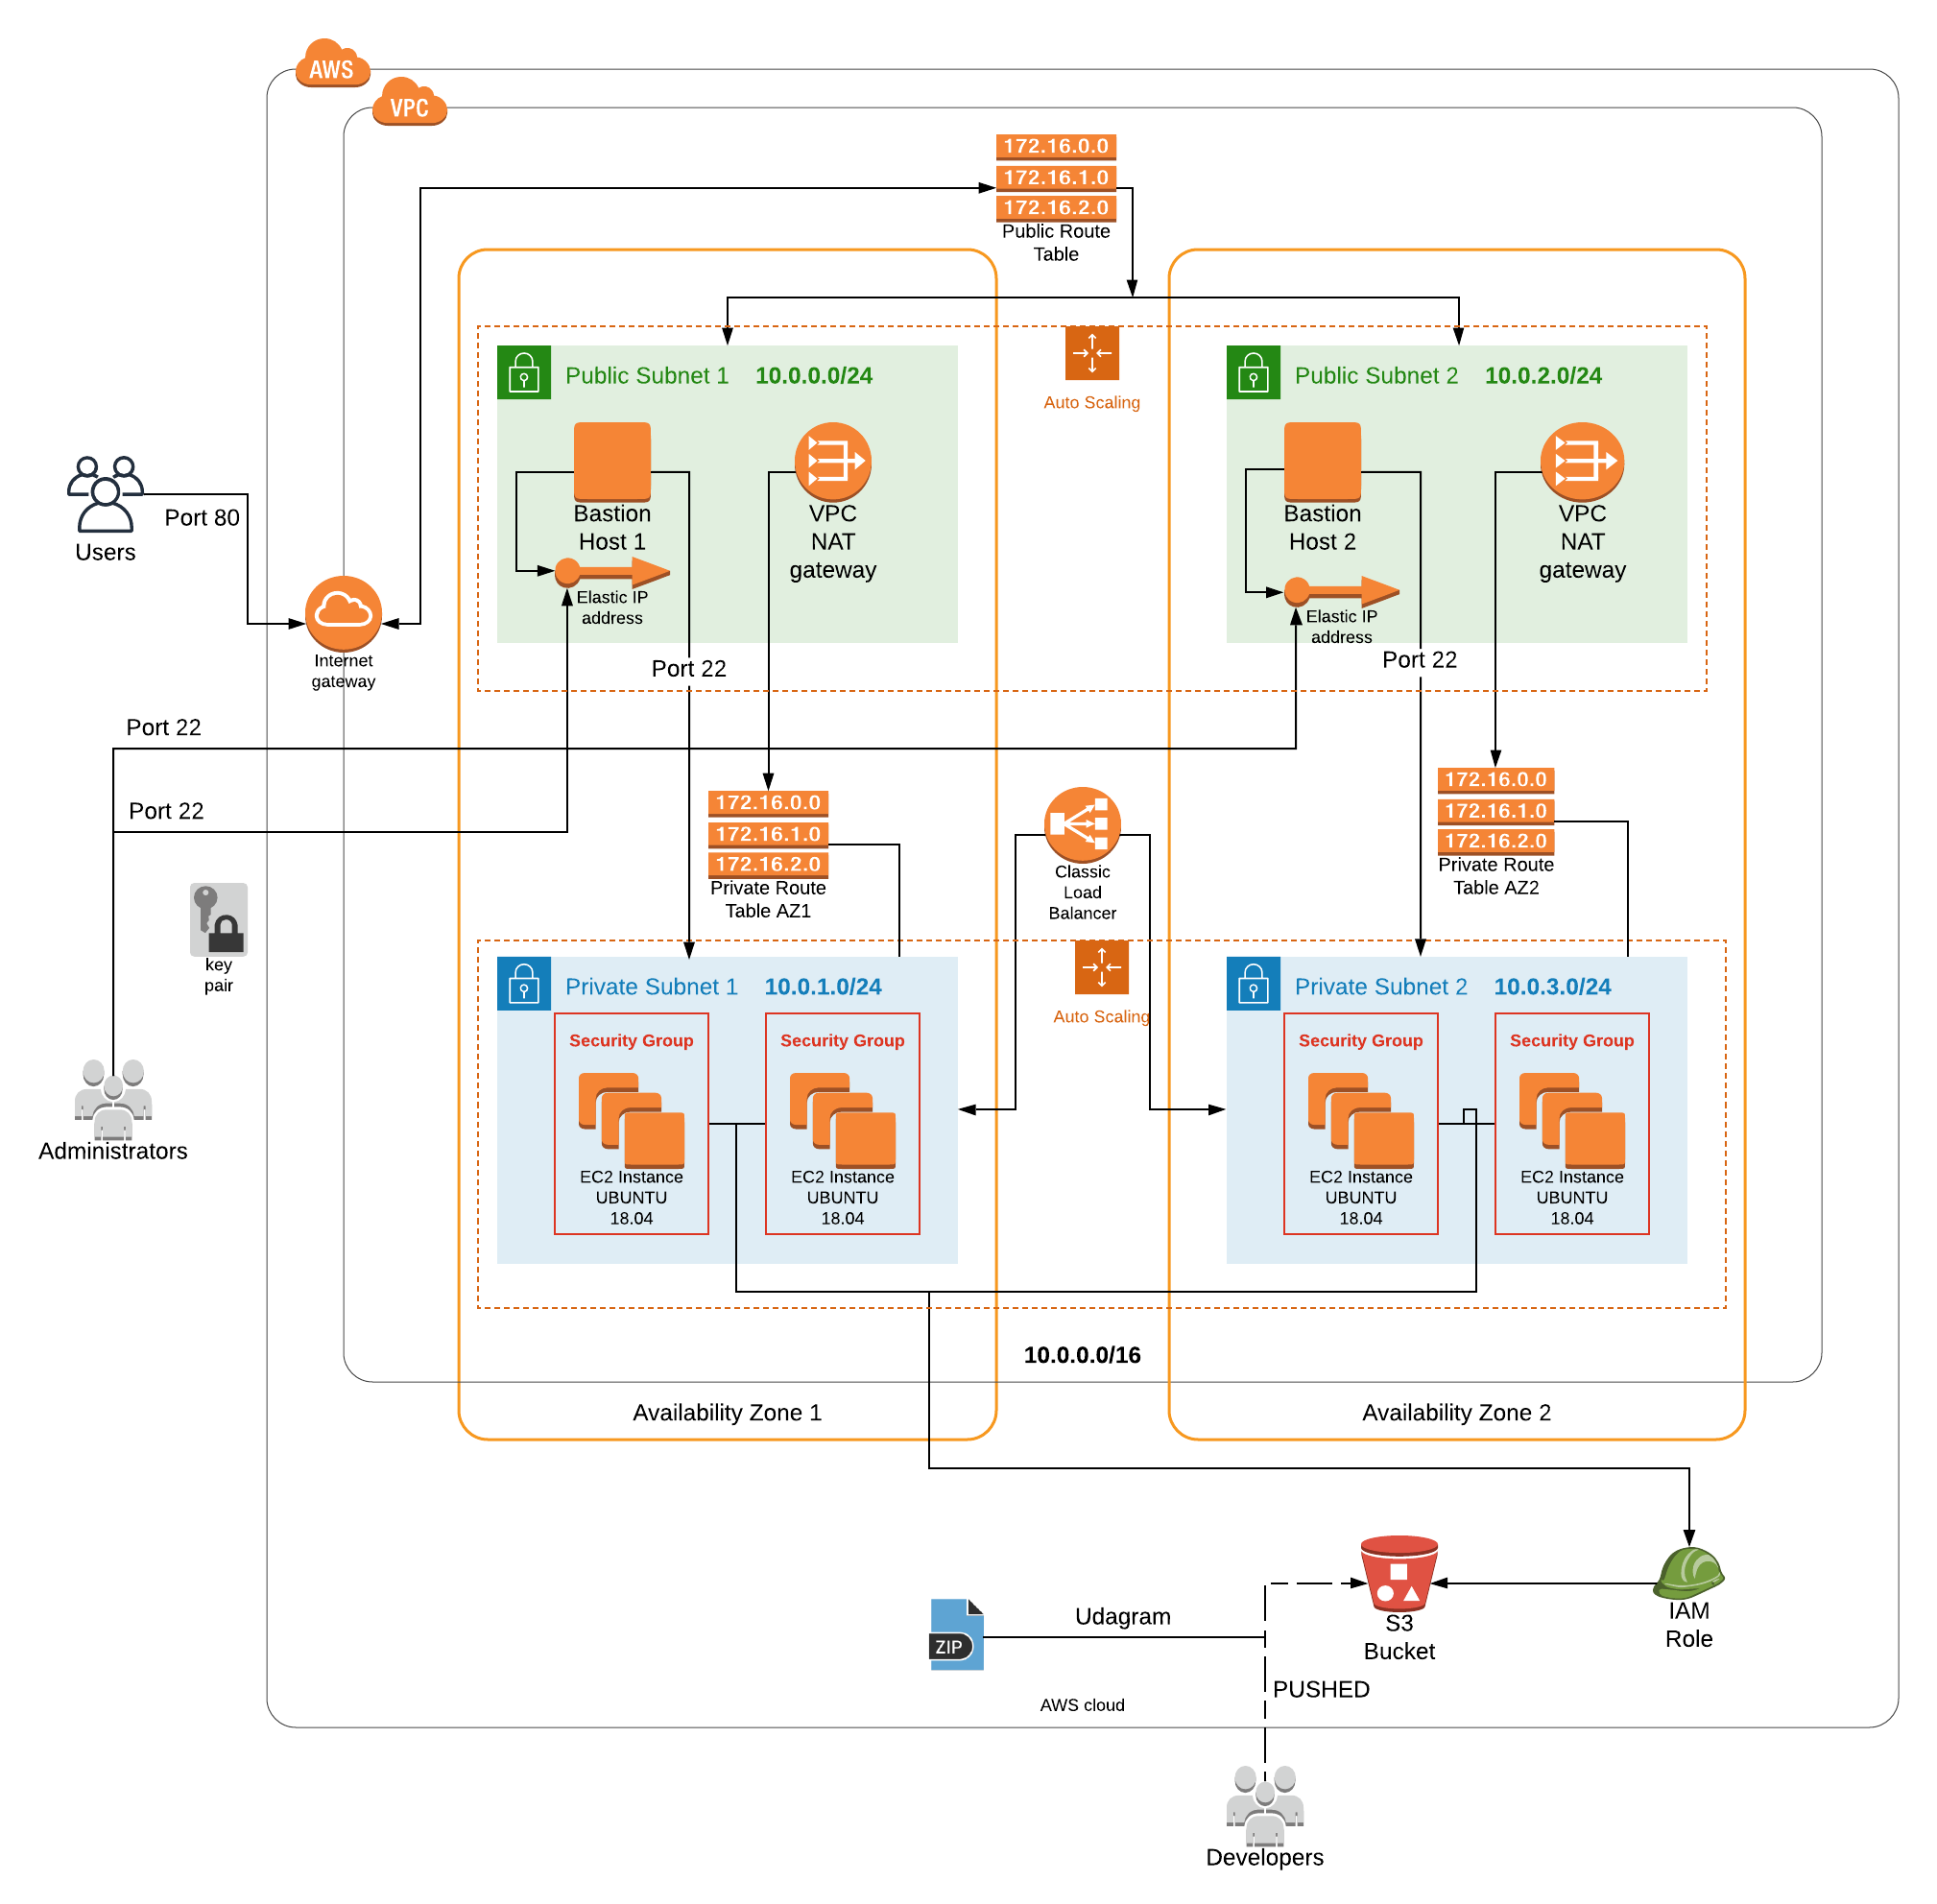 AWS
VPC
172.16.0.0
172.16.1.0
172.16.2.0
Public Route
Table
Auto Scaling
Public Subnet 1 10.0.0.0/24
Bastion
Host 1
VPC
NAT
gateway
Elastic IP
address
Port 22
Public Subnet 2 10.0.2.0/24
Bastion
Host 2
VPC
NAT
gateway
Elastic IP
address
Port 22
Users
Port 80
Internet
gateway
Port 22
Port 22
172.16.0.0
172.16.1.0
172.16.2.0
Private Route
Table AZ1
Classic
Load
Balancer
172.16.0.0
172.16.1.0
172.16.2.0
Private Route
Table AZ2
key
pair
Administrators
Auto Scaling
Private Subnet 1 10.0.1.0/24
Security Group
EC2 Instance
UBUNTU
18.04
Security Group
EC2 Instance
UBUNTU
18.04
Private Subnet 2 10.0.3.0/24
Security Group
EC2 Instance
UBUNTU
18.04
Security Group
EC2 Instance
UBUNTU
18.04
10.0.0.0/16
Availability Zone 1
Availability Zone 2
ZIP
Udagram
S3
Bucket
IAM
Role
PUSHED
AWS cloud
Developers